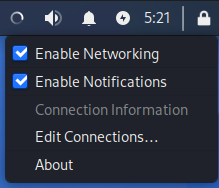 5:21
Enable Networking
Enable Notifications
Connection Information
Edit Connections...
About